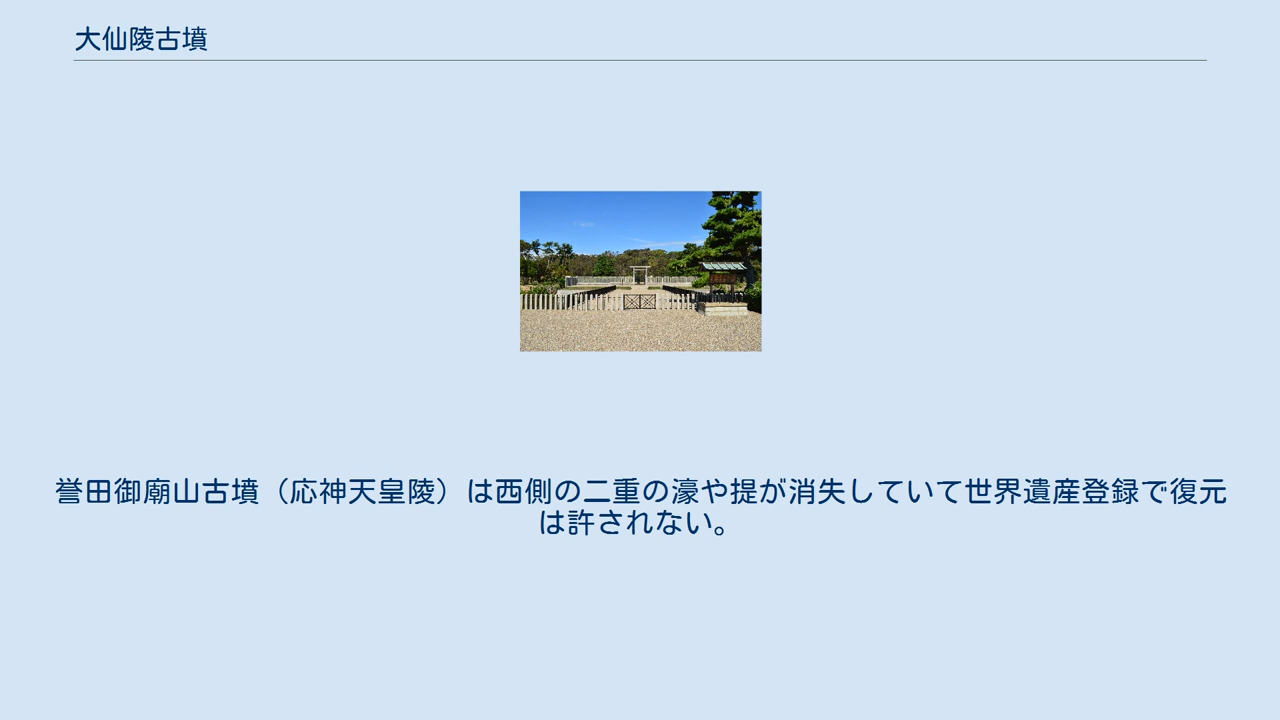 大仙陵古墳
誉田御廟山古墳（応神天皇陵）は西側の二重の濠や提が消失していて世界遺産登録で復元
は許されない。